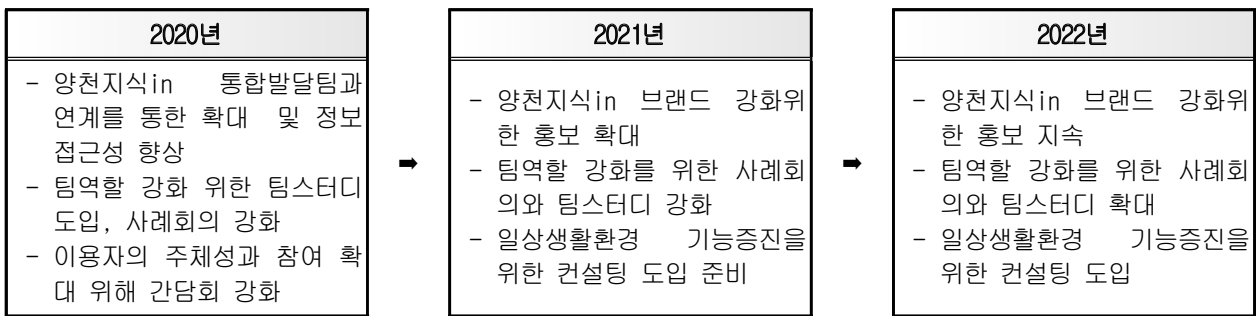 2020년
- 양천지식in 통합발달팀과
연계를 통한 확대 및 정보
접근성 향상
- 팀역할 강화 위한 팀스터디
도입, 사례회의 강화
- 이용자의 주체성과 참여 확
대 위해 간담회 강화
➡
2021년
- 양천지식in 브랜드 강화위
한 홍보 확대
- 팀역할 강화를 위한 사례회
의와 팀스터디 강화
- 일상생활환경 기능증진을
위한 컨설팅 도입 준비
➡
2022년
- 양천지식in 브랜드 강화위
한 홍보 지속
- 팀역할 강화를 위한 사례회
의와 팀스터디 확대
- 일상생활환경 기능증진을
위한 컨설팅 도입